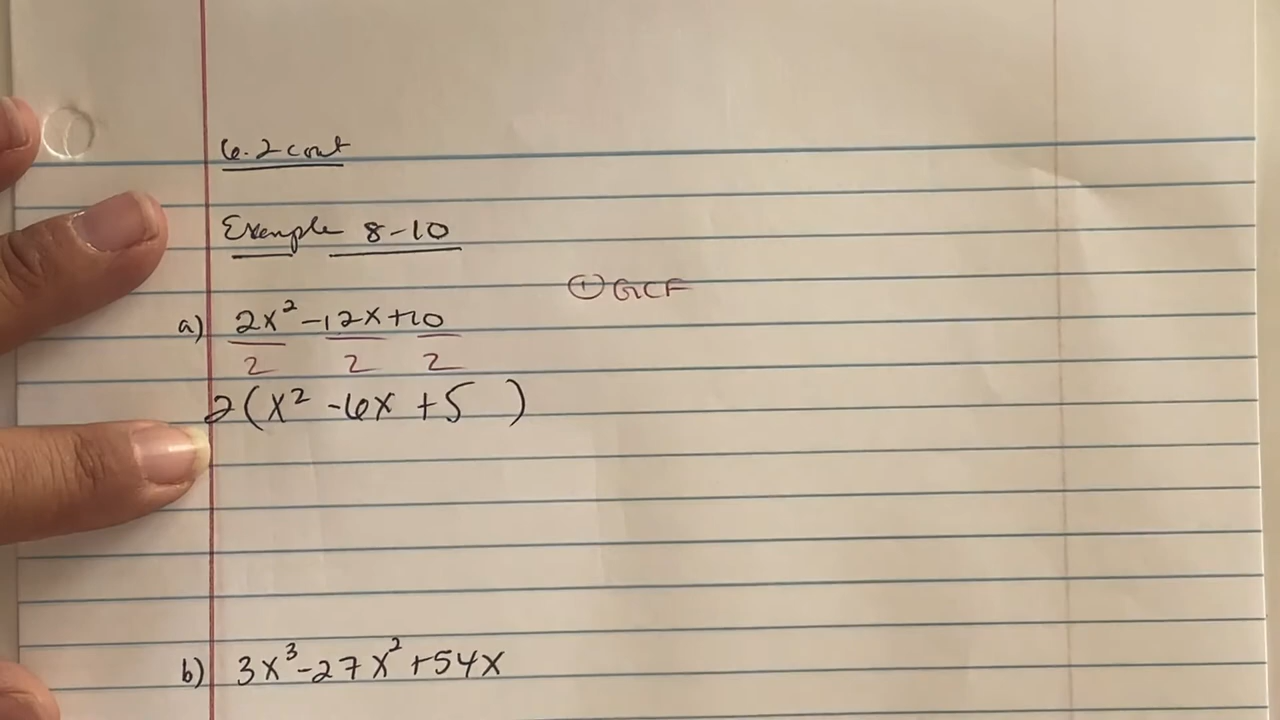 6.2 cont
Example 8-10
① GCF
a) 2x² -12x+10
2 2 2
2(x² -6x +5 )
b) 3x³-27x²+54x